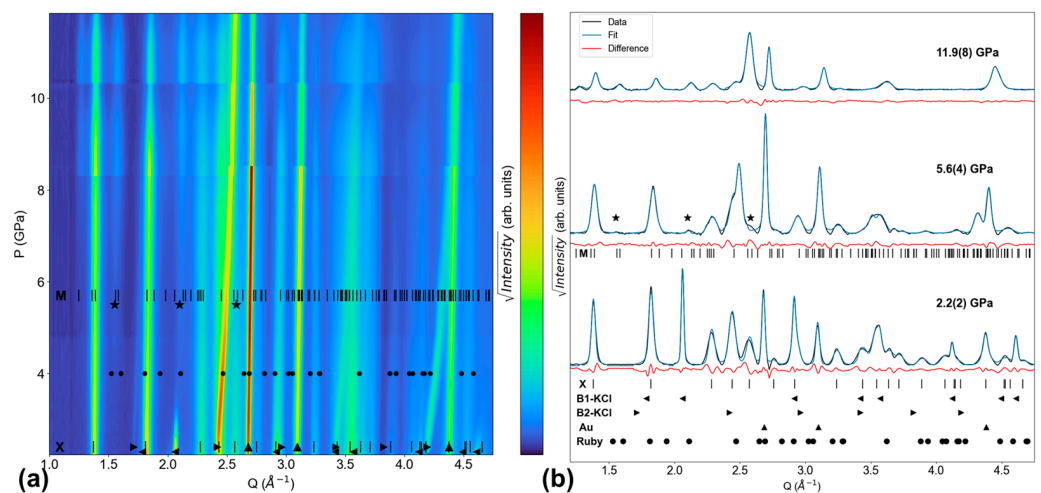 10
8
6
4
P (GPa)
M
X
1.0 1.5 2.0 2.5 3.0 3.5 4.0 4.5
Q (Å⁻¹)
(a)
√Intensity (arb. units)
√Intensity (arb. units)
Data
Fit
Difference
11.9(8) GPa
5.6(4) GPa
M
2.2(2) GPa
X
B1-KCl
B2-KCl
Au
Ruby
1.5 2.0 2.5 3.0 3.5 4.0 4.5
Q (Å⁻¹)
(b)